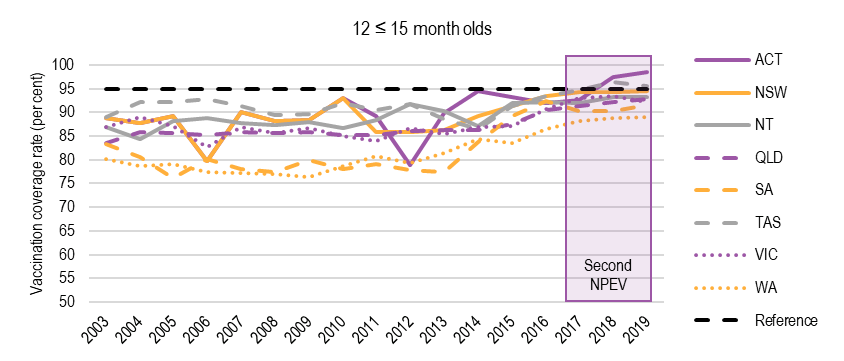 12 ≤ 15 month olds
Vaccination coverage rate (per cent)
100
95
90
85
80
75
70
65
60
55
50
Second
NPEV
2003
2004
2005
2006
2007
2008
2009
2010
2011
2012
2013
2014
2015
2016
2017
2018
2019
ACT
NSW
NT
QLD
SA
TAS
VIC
WA
Reference